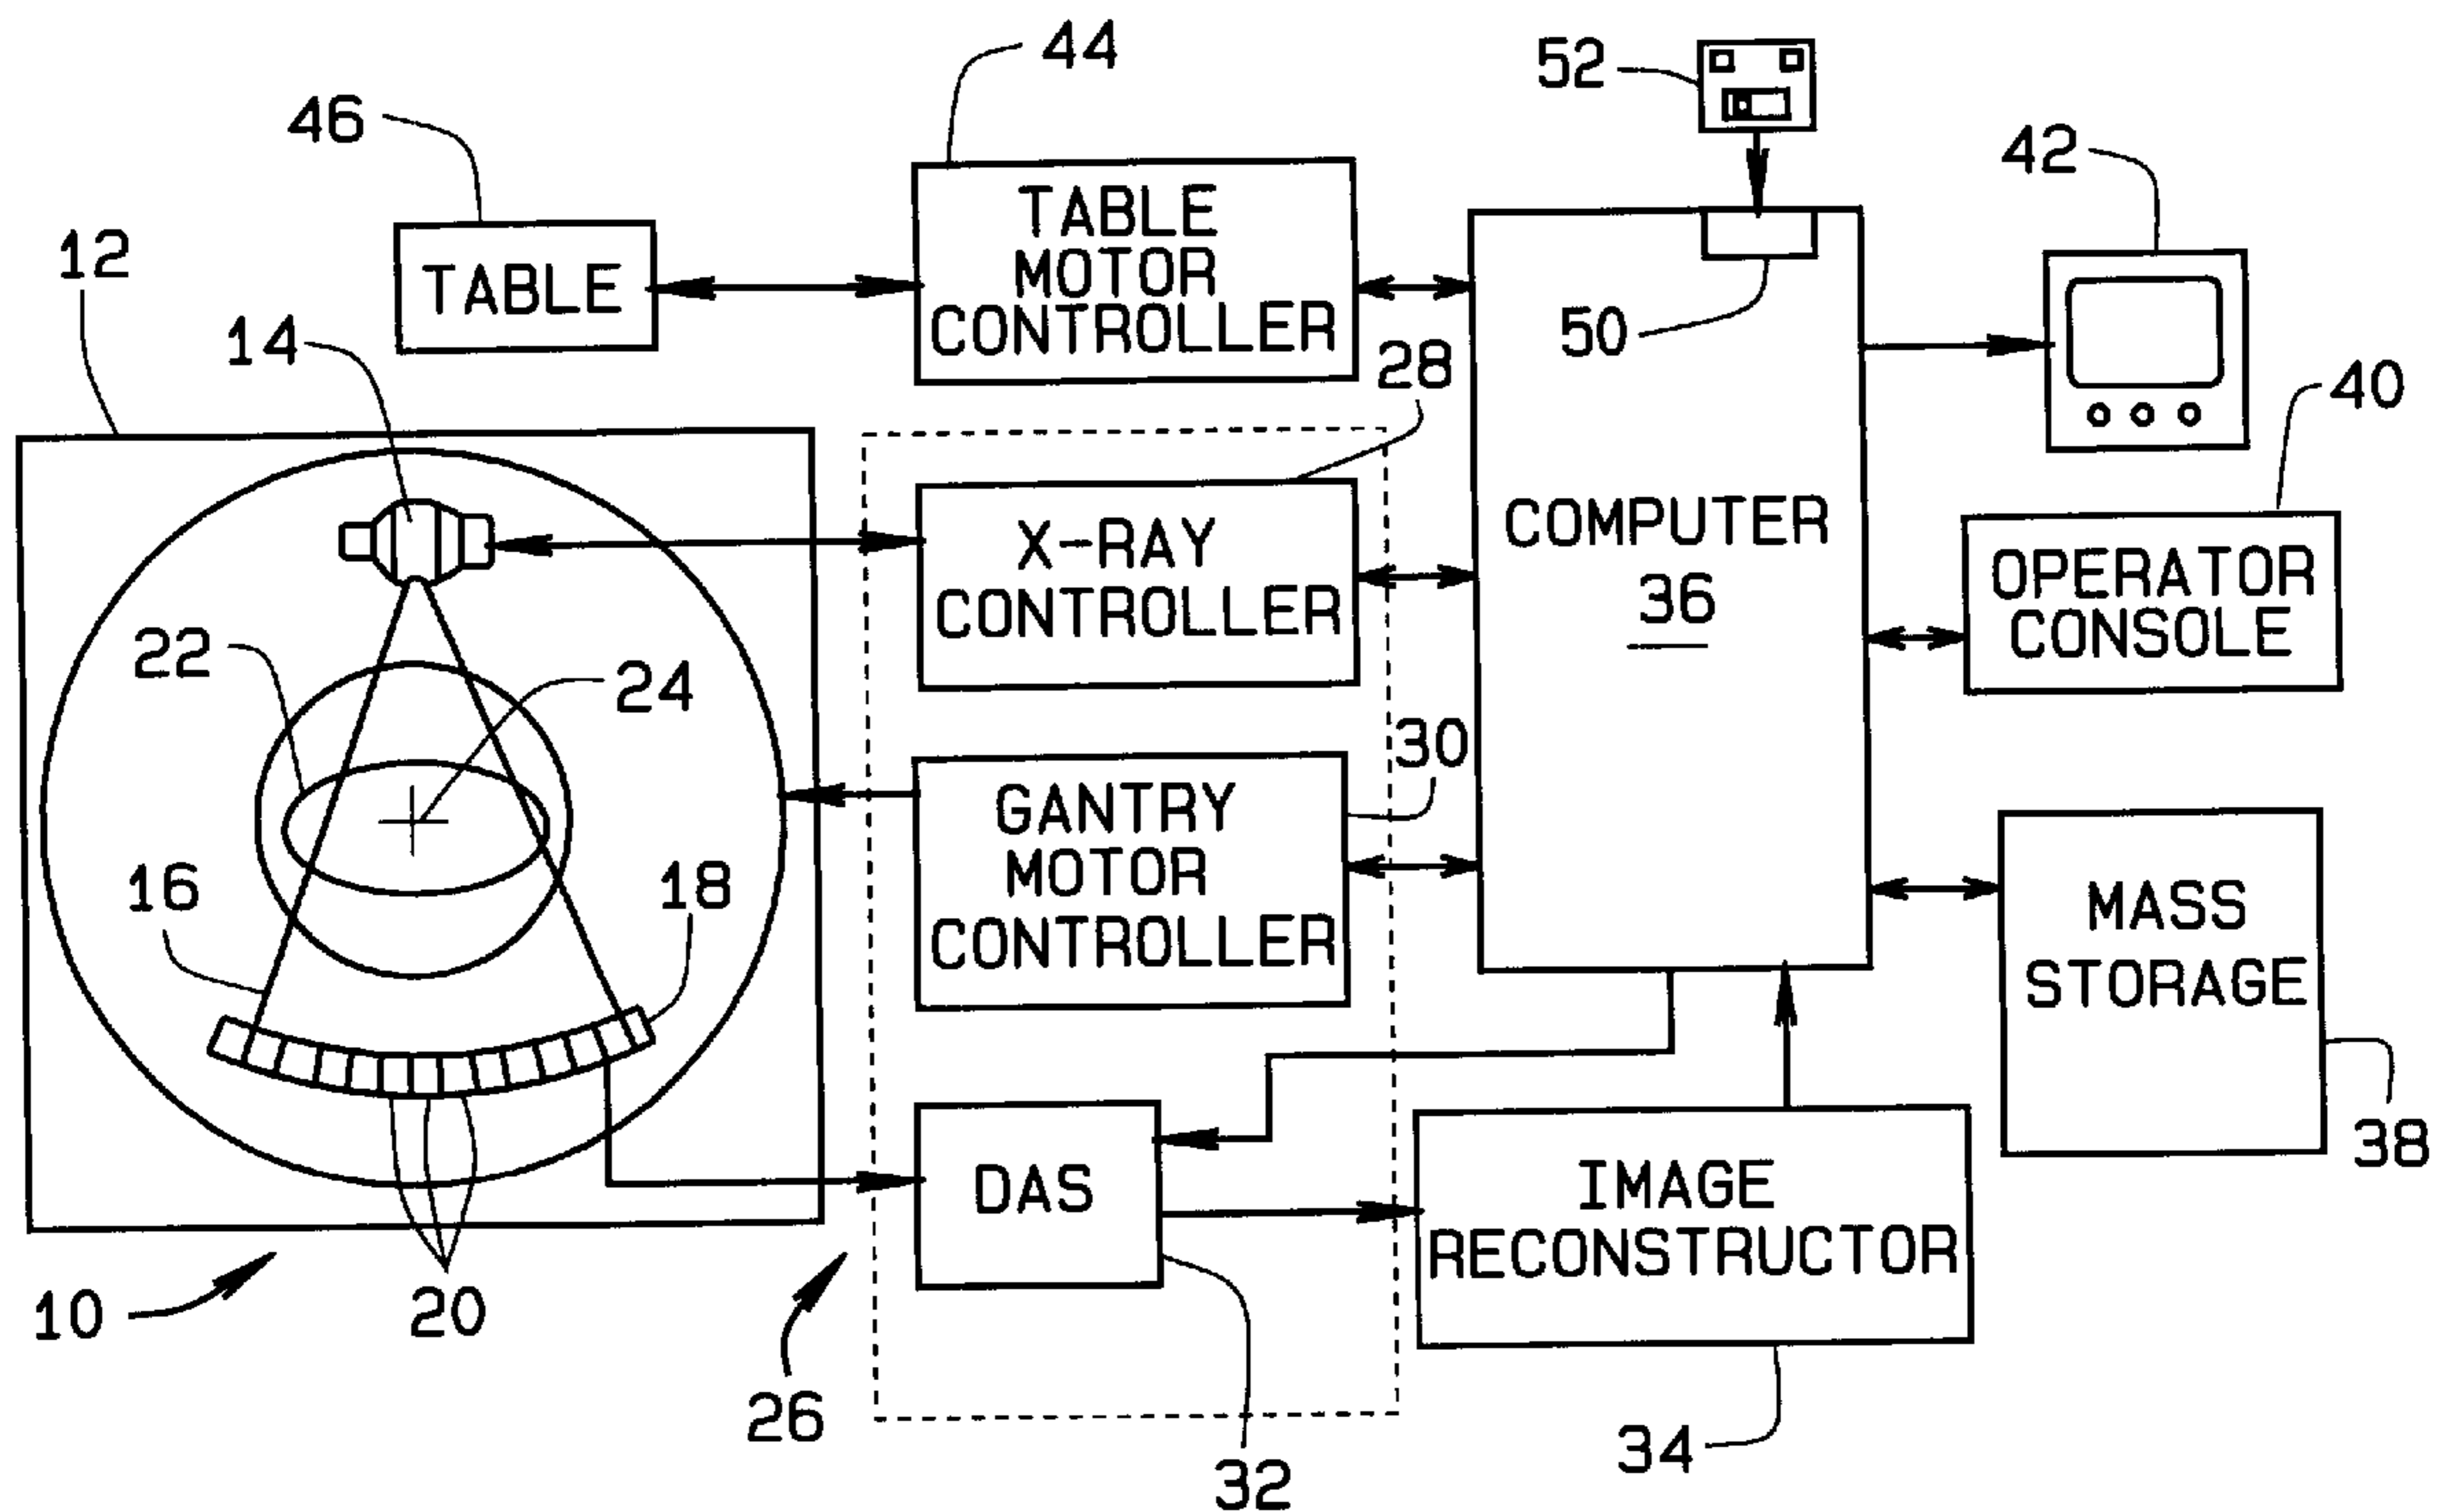 44
52
46
42
TABLE
MOTOR
CONTROLLER
12
TABLE
14
50
28
40
X-RAY
CONTROLLER
COMPUTER
36
OPERATOR
CONSOLE
22
24
30
GANTRY
MOTOR
CONTROLLER
16
18
MASS
STORAGE
38
DAS
IMAGE
RECONSTRUCTOR
10
20
26
32
34